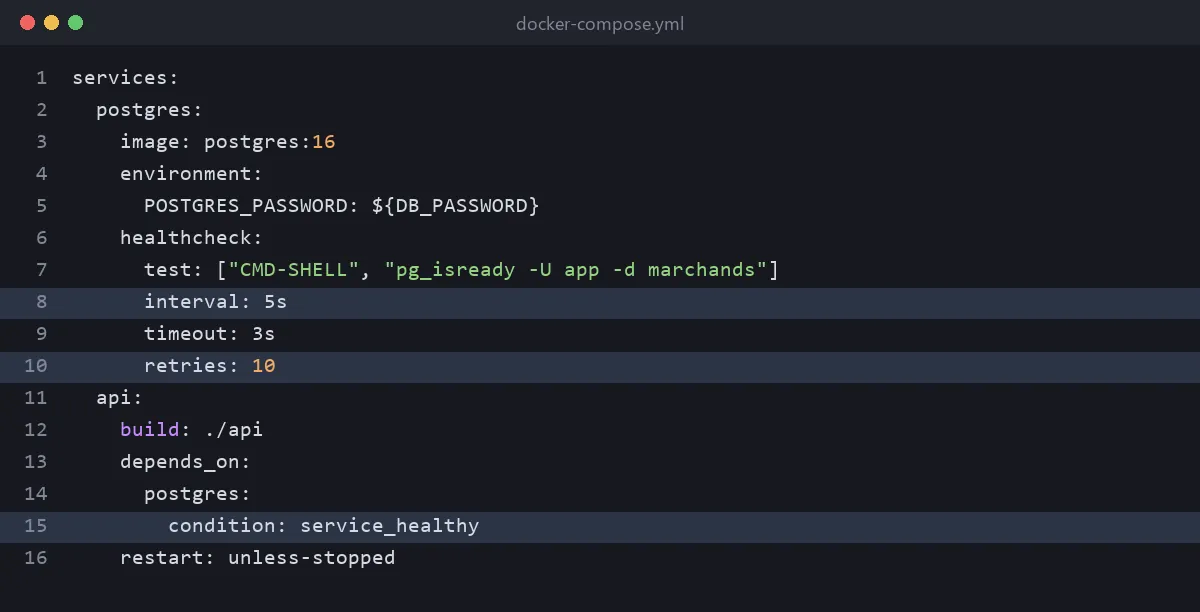 docker-compose.yml
1 services:
2   postgres:
3     image: postgres:16
4     environment:
5       POSTGRES_PASSWORD: ${DB_PASSWORD}
6     healthcheck:
7       test: ["CMD-SHELL", "pg_isready -U app -d marchands"]
8       interval: 5s
9       timeout: 3s
10       retries: 10
11   api:
12     build: ./api
13     depends_on:
14       postgres:
15         condition: service_healthy
16     restart: unless-stopped